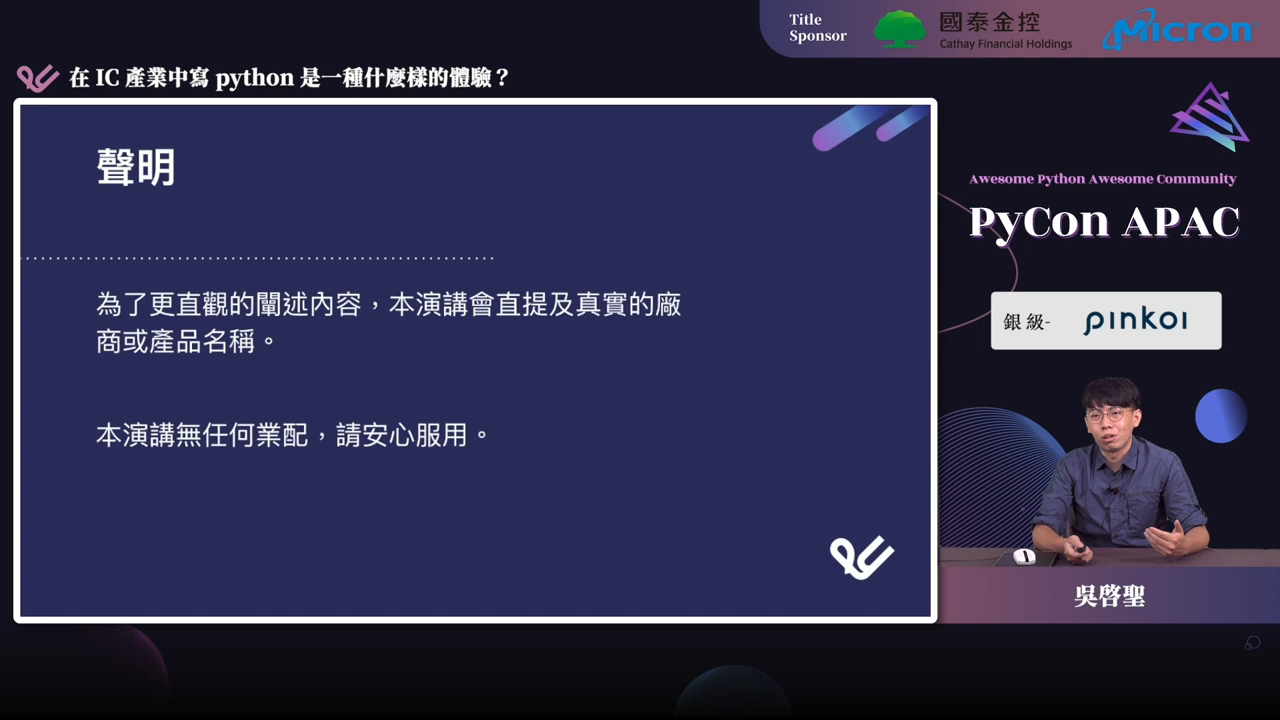 Title
Sponsor
國泰金控
Cathay Financial Holdings
Micron
在 IC 產業中寫 python 是一種什麼樣的體驗？
聲明
為了更直觀的闡述內容，本演講會直提及真實的廠
商或產品名稱。
本演講無任何業配，請安心服用。
Awesome Python Awesome Community
PyCon APAC
銀級-
pinkoi
吳啓聖